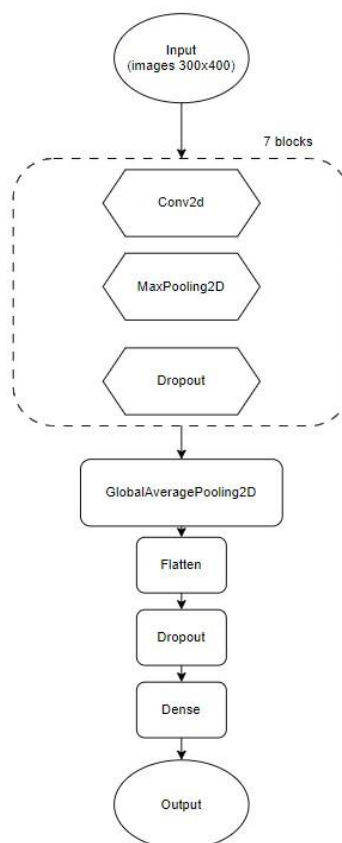 Input
(images 300x400)
7 blocks
Conv2d
MaxPooling2D
Dropout
GlobalAveragePooling2D
Flatten
Dropout
Dense
Output